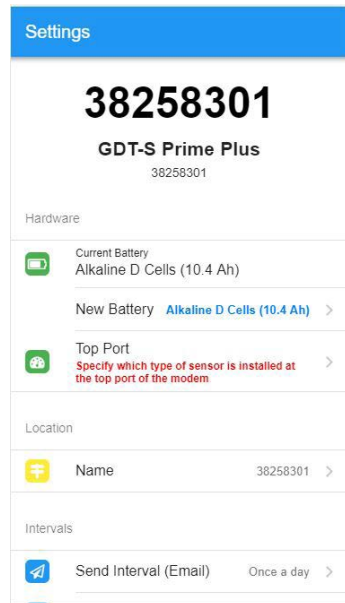 Settings
38258301
GDT-S Prime Plus
38258301
Hardware
Current Battery
Alkaline D Cells (10.4 Ah)
New Battery Alkaline D Cells (10.4 Ah)
Top Port
Specify which type of sensor is installed at
the top port of the modem
Location
Name 38258301
Intervals
Send Interval (Email) Once a day